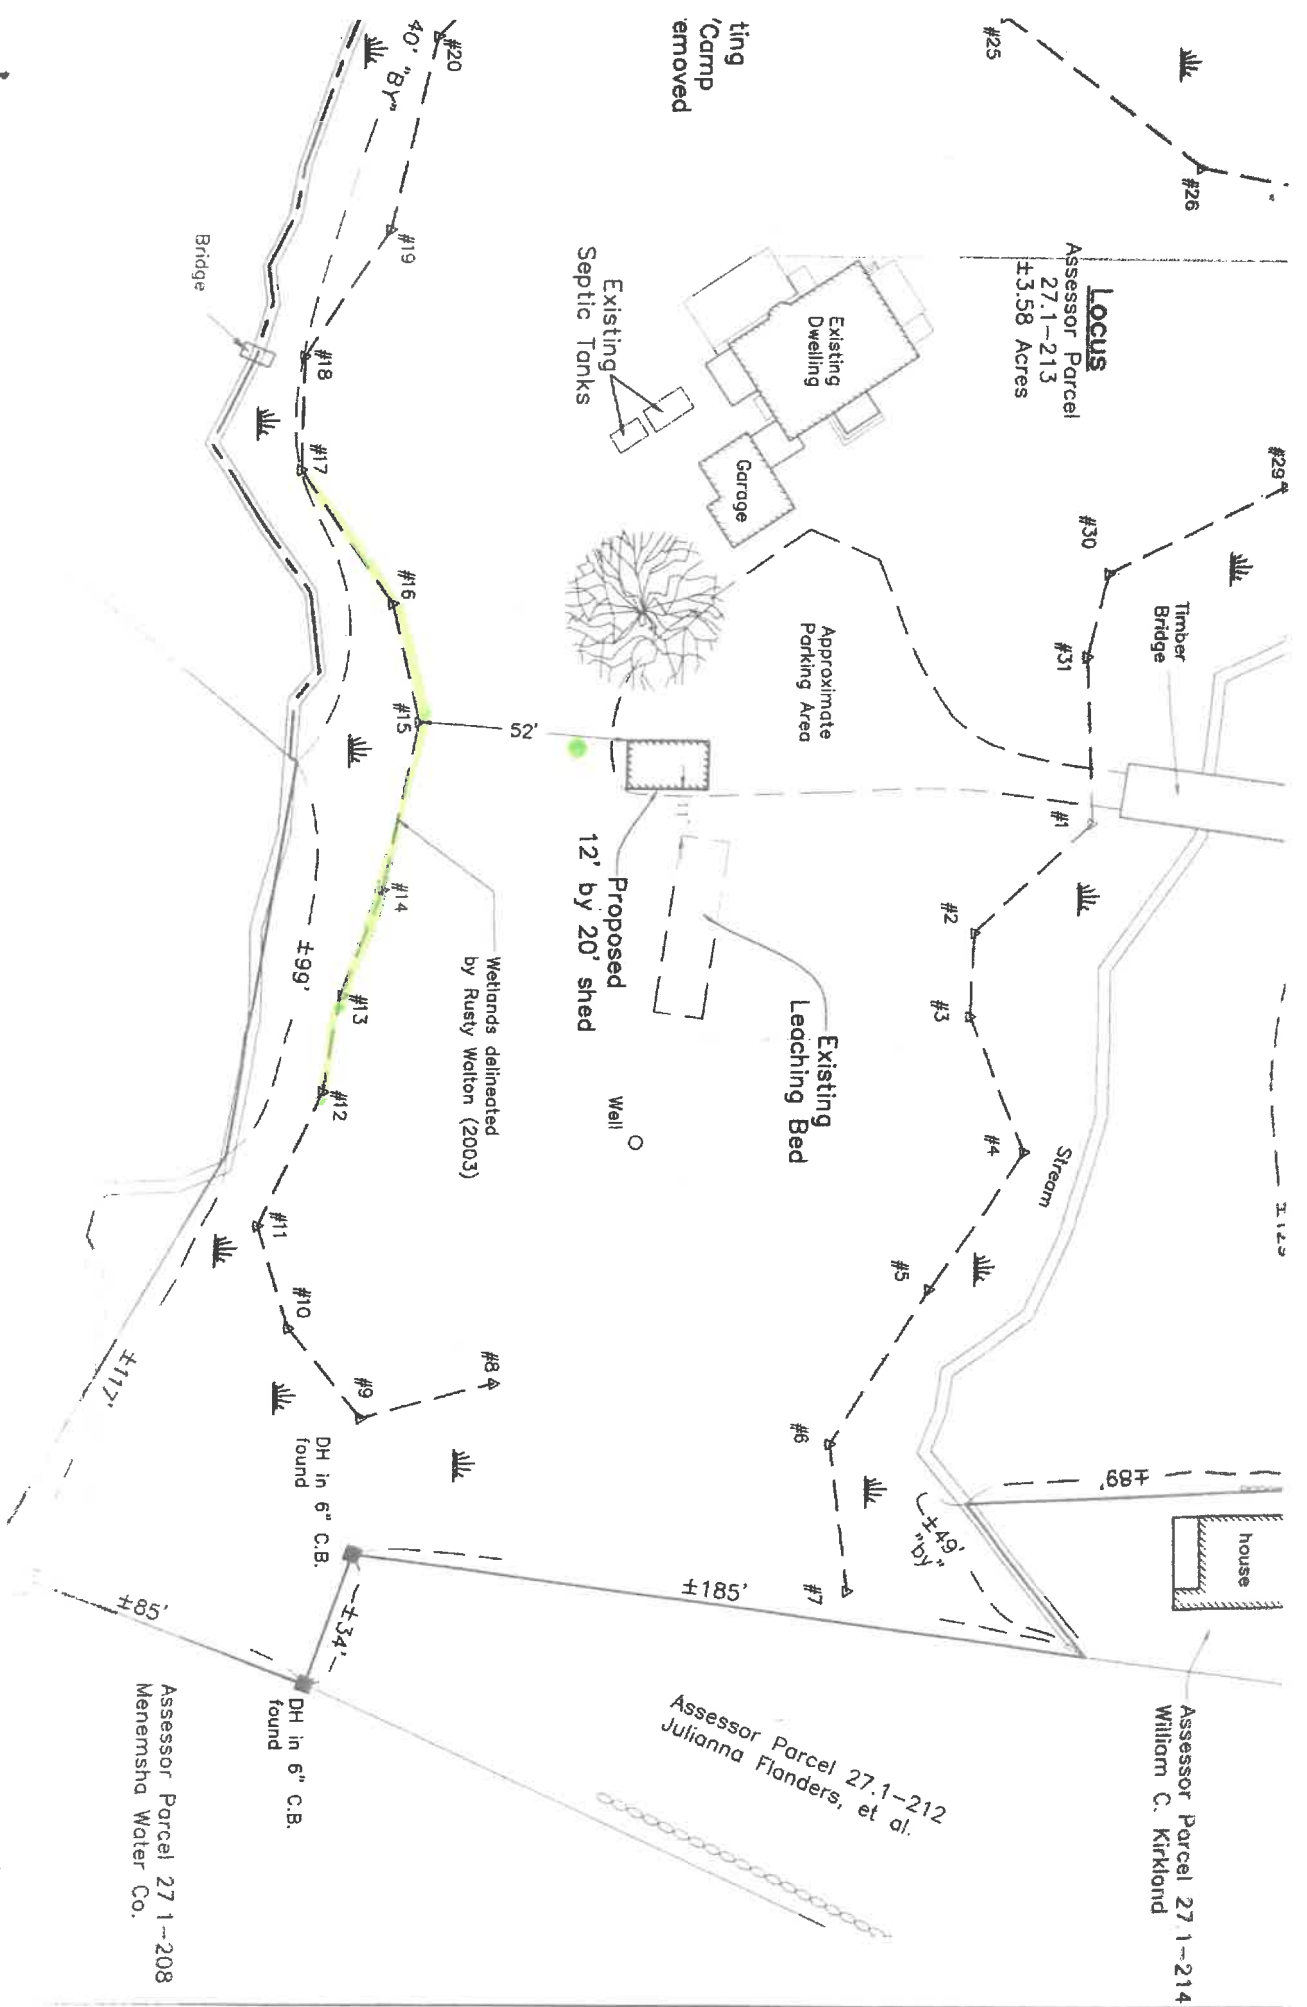 #25
#26
ting
'Camp
emoved
#20
40' "By"
#19
Locus
Assessor Parcel
27.1-213
±3.58 Acres
Bridge
#18
Existing
Septic Tanks
Existing
Dwelling
Garage
#17
#29
#30
#31
Timber
Bridge
#16
Approximate
Parking Area
#15
52'
11'
#1
#14
#2
#3
Proposed
12' by 20' shed
±99'
Wetlands delineated
by Rusty Walton (2003)
#13
Existing
Leaching Bed
#12
Well
#4
Stream
#11
#5
#10
±117'
#9
#8
#6
±89'
DH in 6" C.B.
found
±49'
"by"
house
#7
±185'
±34'
±85'
DH in 6" C.B.
found
Assessor Parcel 27.1-212
Julianna Flanders, et al.
Assessor Parcel 27.1-214
William C. Kirkland
Assessor Parcel 27 1-208
Menemsha Water Co.